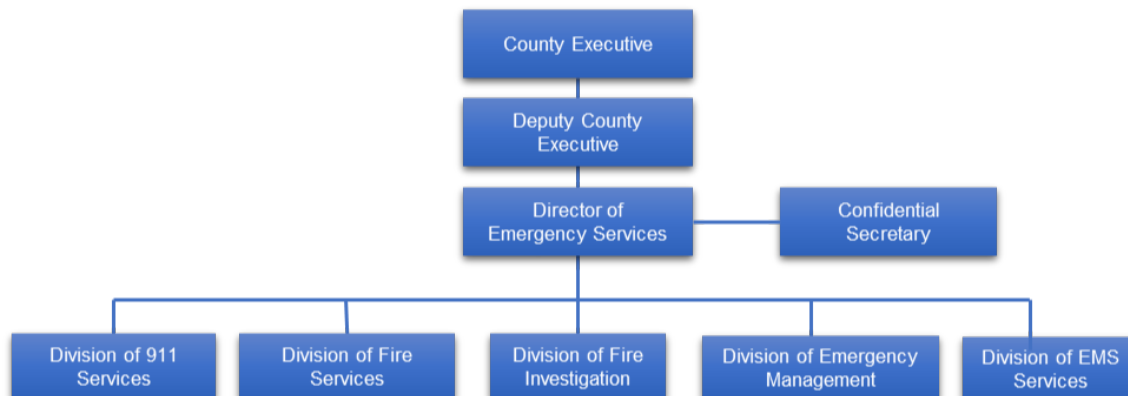 County Executive
Deputy County
Executive
Director of
Emergency Services
Confidential
Secretary
Division of 911
Services
Division of Fire
Services
Division of Fire
Investigation
Division of Emergency
Management
Division of EMS
Services